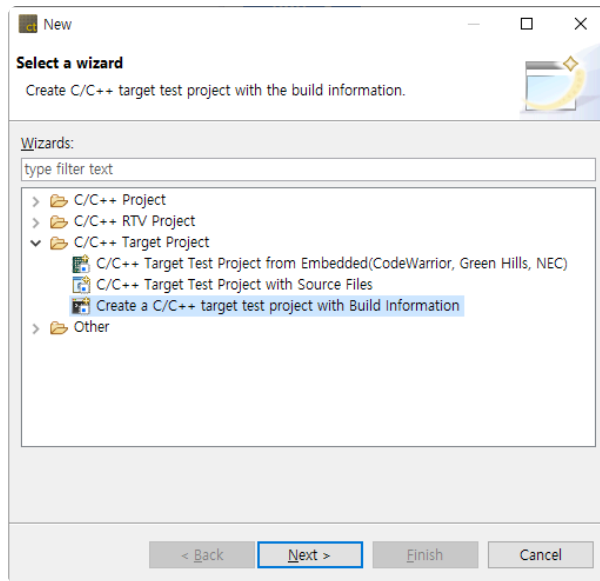 ct New
Select a wizard
Create C/C++ target test project with the build information.
Wizards:
type filter text
C/C++ Project
C/C++ RTV Project
C/C++ Target Project
C/C++ Target Test Project from Embedded(CodeWarrior, Green Hills, NEC)
C/C++ Target Test Project with Source Files
Create a C/C++ target test project with Build Information
Other
< Back Next > Finish Cancel